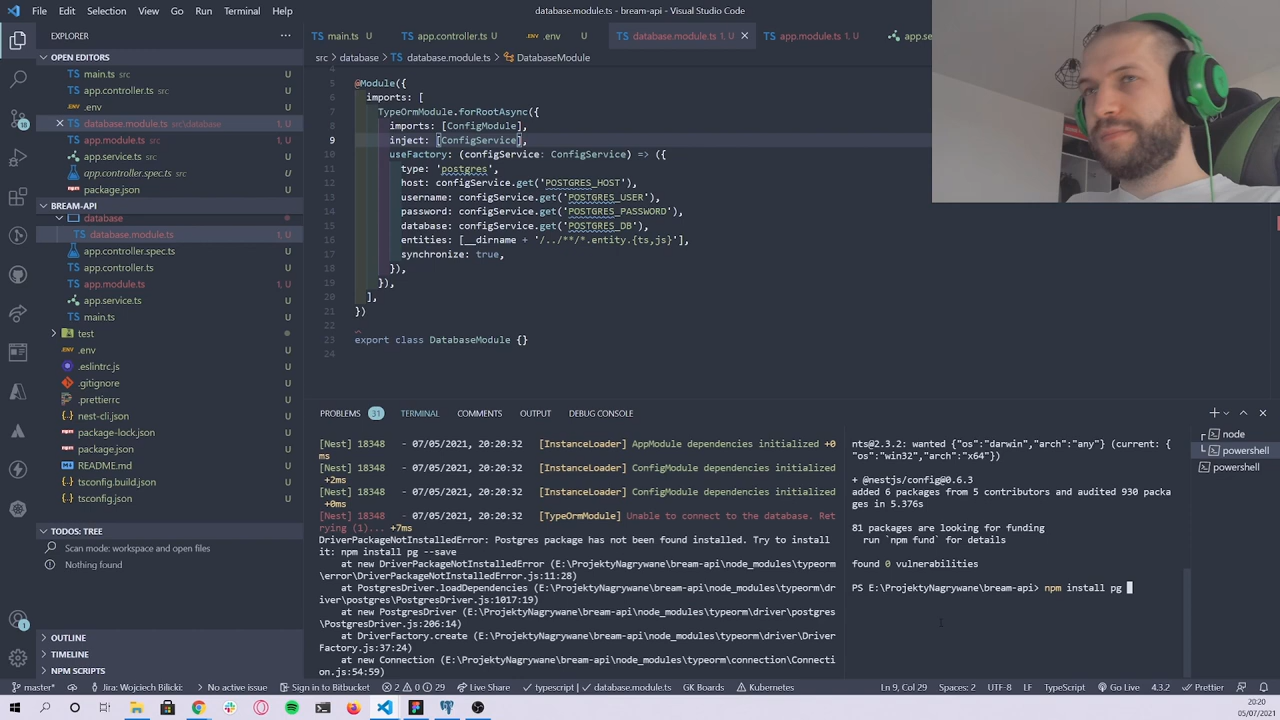 File Edit Selection View Go Run Terminal Help
database.module.ts - bream-api - Visual Studio Code
EXPLORER
OPEN EDITORS
TS main.ts src U
TS app.controller.ts src U
.env U
TS database.module.ts src\database 1, U
TS app.module.ts src 1, U
TS app.service.ts src U
app.controller.spec.ts src U
package.json U
BREAM-API
database
TS database.module.ts 1, U
app.controller.spec.ts U
TS app.controller.ts U
TS app.module.ts 1, U
TS app.service.ts U
TS main.ts U
test
.env U
.eslintrc.js U
.gitignore U
.prettierrc U
nest-cli.json U
package-lock.json U
package.json U
README.md U
tsconfig.build.json U
tsconfig.json U
TODOS: TREE
Scan mode: workspace and open files
Nothing found
OUTLINE
TIMELINE
NPM SCRIPTS
TS main.ts U TS app.controller.ts U .env U TS database.module.ts 1, U TS app.module.ts 1, U TS app.se
src > database > TS database.module.ts > DatabaseModule
5 @Module({
6 imports: [
7 TypeOrmModule.forRootAsync({
8 imports: [ConfigModule],
9 inject: [ConfigService],
10 useFactory: (configService: ConfigService) => ({
11 type: 'postgres',
12 host: configService.get('POSTGRES_HOST'),
13 username: configService.get('POSTGRES_USER'),
14 password: configService.get('POSTGRES_PASSWORD'),
15 database: configService.get('POSTGRES_DB'),
16 entities: [__dirname + '/../**/*.entity.{ts,js}'],
17 synchronize: true,
18 }),
19 }),
20 ],
21 })
22
23 export class DatabaseModule {}
24
PROBLEMS 31 TERMINAL COMMENTS OUTPUT DEBUG CONSOLE
[Nest] 18348 - 07/05/2021, 20:20:32 [InstanceLoader] AppModule dependencies initialized +0
ms
[Nest] 18348 - 07/05/2021, 20:20:32 [InstanceLoader] ConfigModule dependencies initialized
+2ms
[Nest] 18348 - 07/05/2021, 20:20:32 [InstanceLoader] ConfigModule dependencies initialized
+0ms
[Nest] 18348 - 07/05/2021, 20:20:32 [TypeOrmModule] Unable to connect to the database. Ret
rying (1)... +7ms
DriverPackageNotInstalledError: Postgres package has not been found installed. Try to install
it: npm install pg --save
at new DriverPackageNotInstalledError (E:\ProjektyNagrywane\bream-api\node_modules\typeorm
\error\DriverPackageNotInstalledError.js:11:28)
at PostgresDriver.loadDependencies (E:\ProjektyNagrywane\bream-api\node_modules\typeorm\dr
iver\postgres\PostgresDriver.js:1017:19)
at new PostgresDriver (E:\ProjektyNagrywane\bream-api\node_modules\typeorm\driver\postgres
\PostgresDriver.js:206:14)
at DriverFactory.create (E:\ProjektyNagrywane\bream-api\node_modules\typeorm\driver\Driver
Factory.js:37:24)
at new Connection (E:\ProjektyNagrywane\bream-api\node_modules\typeorm\connection\Connecti
on.js:54:59)
nts@2.3.2: wanted {"os":"darwin","arch":"any"} (current: {
"os":"win32","arch":"x64"})
+ @nestjs/config@0.6.3
added 6 packages from 5 contributors and audited 930 packa
ges in 5.376s
81 packages are looking for funding
run `npm fund` for details
found 0 vulnerabilities
PS E:\ProjektyNagrywane\bream-api> npm install pg
node
powershell
powershell
master* Jira: Wojciech Bilicki: No active issue Sign in to Bitbucket 2 0 29 Live Share typescript | database.module.ts GK Boards Kubernetes Ln 9, Col 29 Spaces: 2 UTF-8 LF TypeScript Go Live 4.3.2 Prettier
20:20
05/07/2021